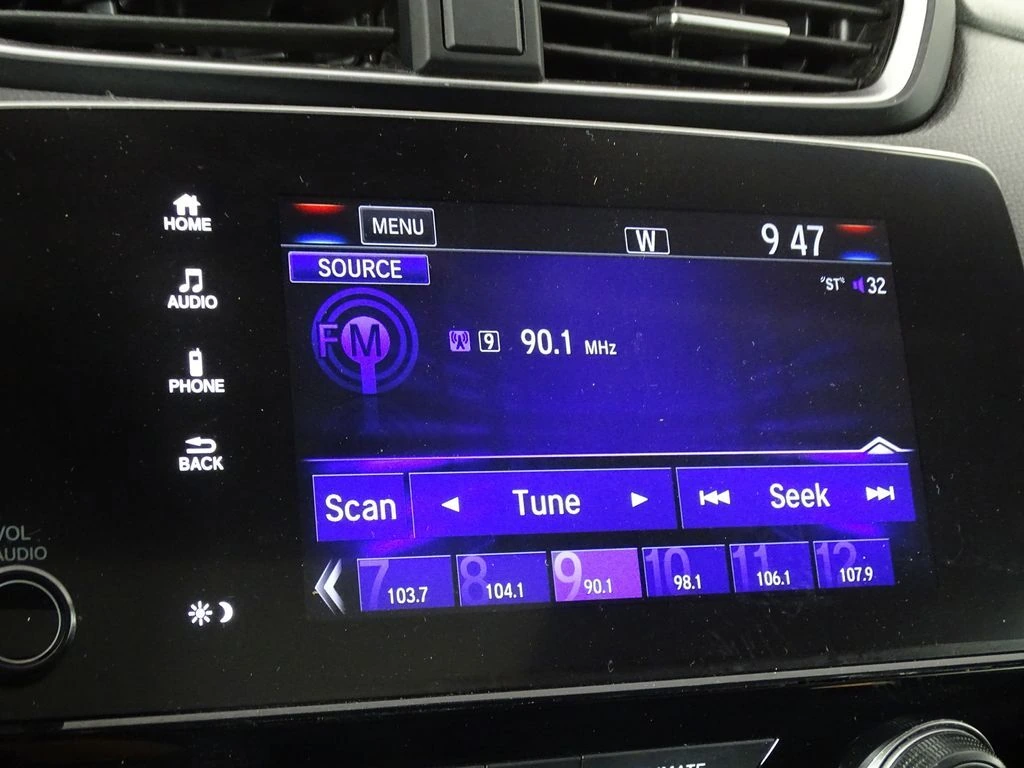 HOME
AUDIO
PHONE
BACK
VOL
AUDIO
MENU
W
9 47
SOURCE
"ST" 32
FM
9 90.1 MHz
Scan
Tune
Seek
7 103.7
8 104.1
9 90.1
10 98.1
11 106.1
12 107.9